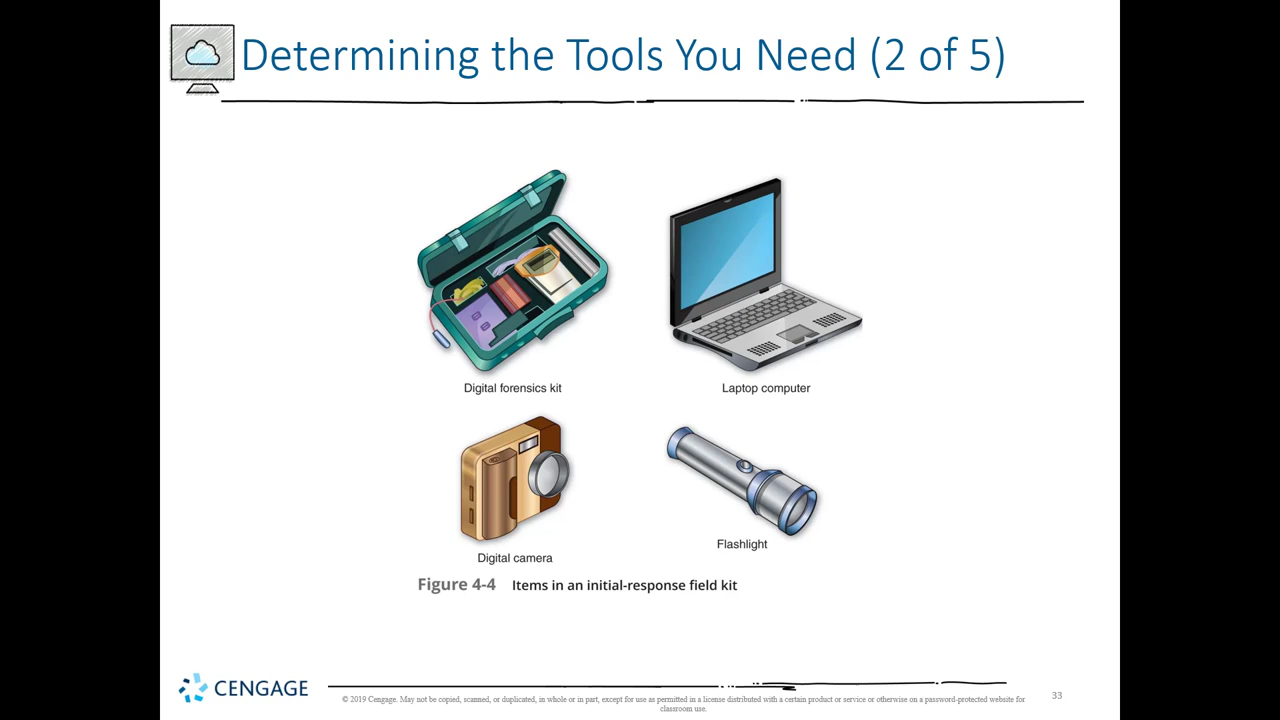 Determining the Tools You Need (2 of 5)
Digital forensics kit
Laptop computer
Digital camera
Flashlight
Figure 4-4 Items in an initial-response field kit
CENGAGE
© 2019 Cengage. May not be copied, scanned, or duplicated, in whole or in part, except for use as permitted in a license distributed with a certain product or service or otherwise on a password-protected website for
classroom use.
33